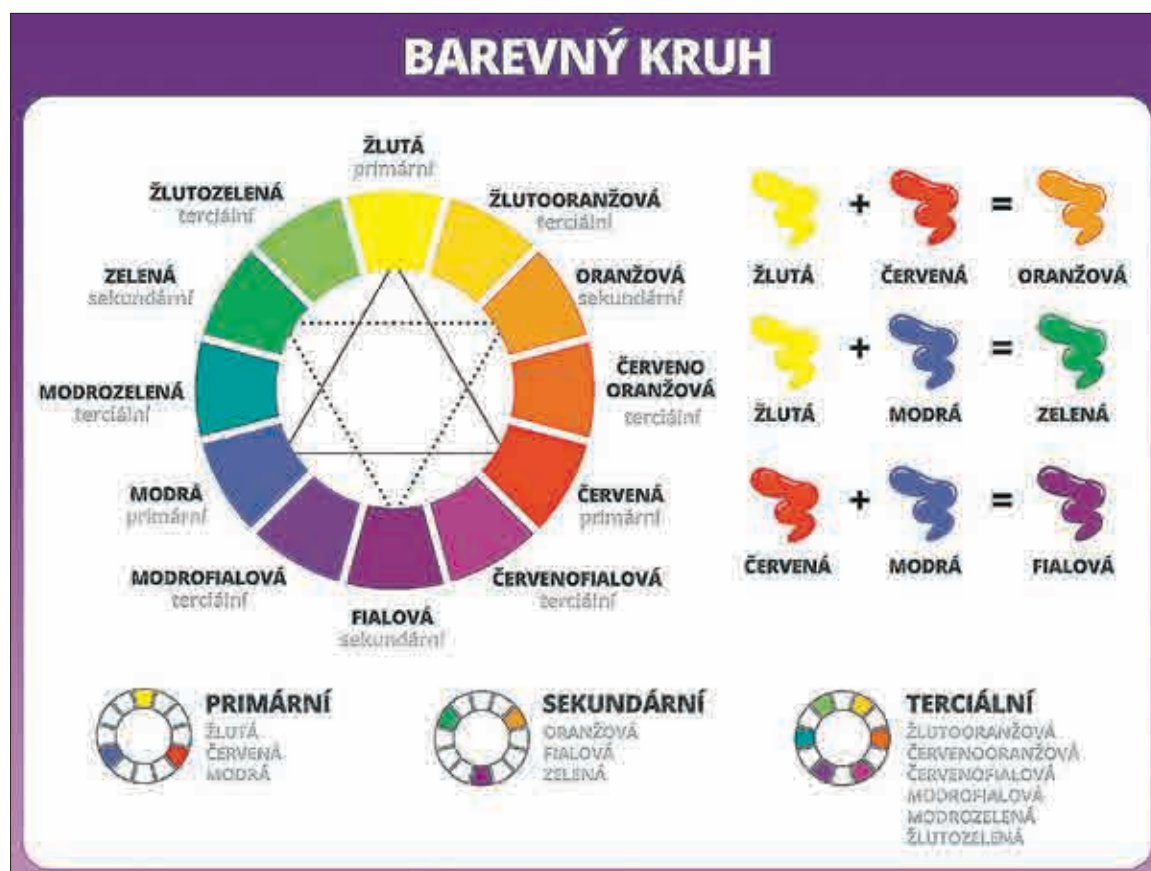 BAREVNÝ KRUH
ŽLUTÁ
primární
ŽLUTOORANŽOVÁ
terciální
ORANŽOVÁ
sekundární
ČERVENO
ORANŽOVÁ
terciální
ČERVENÁ
primární
ČERVENOFIALOVÁ
terciální
FIALOVÁ
sekundární
MODROFIALOVÁ
terciální
MODRÁ
primární
MODROZELENÁ
terciální
ZELENÁ
sekundární
ŽLUTOZELENÁ
terciální
+ =
ŽLUTÁ ČERVENÁ ORANŽOVÁ
+ =
ŽLUTÁ MODRÁ ZELENÁ
+ =
ČERVENÁ MODRÁ FIALOVÁ
PRIMÁRNÍ
ŽLUTÁ
ČERVENÁ
MODRÁ
SEKUNDÁRNÍ
ORANŽOVÁ
FIALOVÁ
ZELENÁ
TERCIÁLNÍ
ŽLUTOORANŽOVÁ
ČERVENOORANŽOVÁ
ČERVENOFIALOVÁ
MODROFIALOVÁ
MODROZELENÁ
ŽLUTOZELENÁ